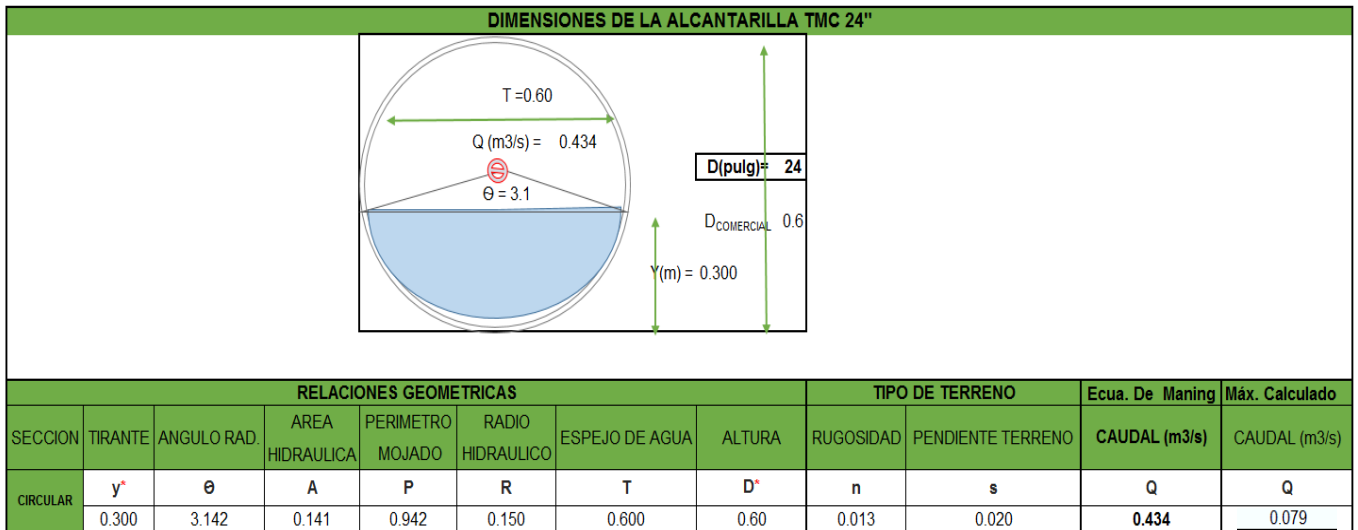 DIMENSIONES DE LA ALCANTARILLA TMC 24"
T =0.60
Q (m3/s) = 0.434
D(pulg)= 24
Θ
Θ = 3.1
DCOMERCIAL 0.6
Y(m) = 0.300
RELACIONES GEOMETRICAS TIPO DE TERRENO Ecua. De Maning Máx. Calculado
SECCION TIRANTE ANGULO RAD. AREA HIDRAULICA PERIMETRO MOJADO RADIO HIDRAULICO ESPEJO DE AGUA ALTURA RUGOSIDAD PENDIENTE TERRENO CAUDAL (m3/s) CAUDAL (m3/s)
CIRCULAR y* Θ A P R T D* n s Q Q
0.300 3.142 0.141 0.942 0.150 0.600 0.60 0.013 0.020 0.434 0.079